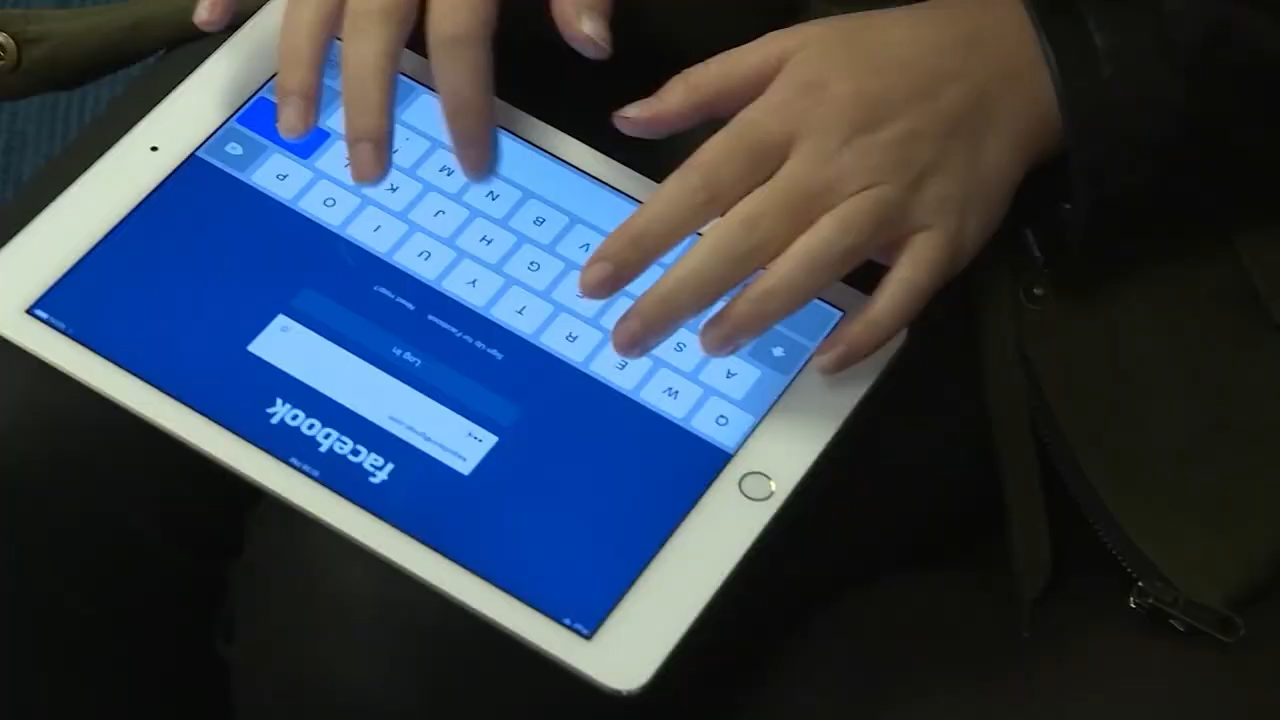 facebook
•••
Log In
Sign Up for Facebook Need Help?
Q W E R T Y U I O P
A S G H J K
V B N M